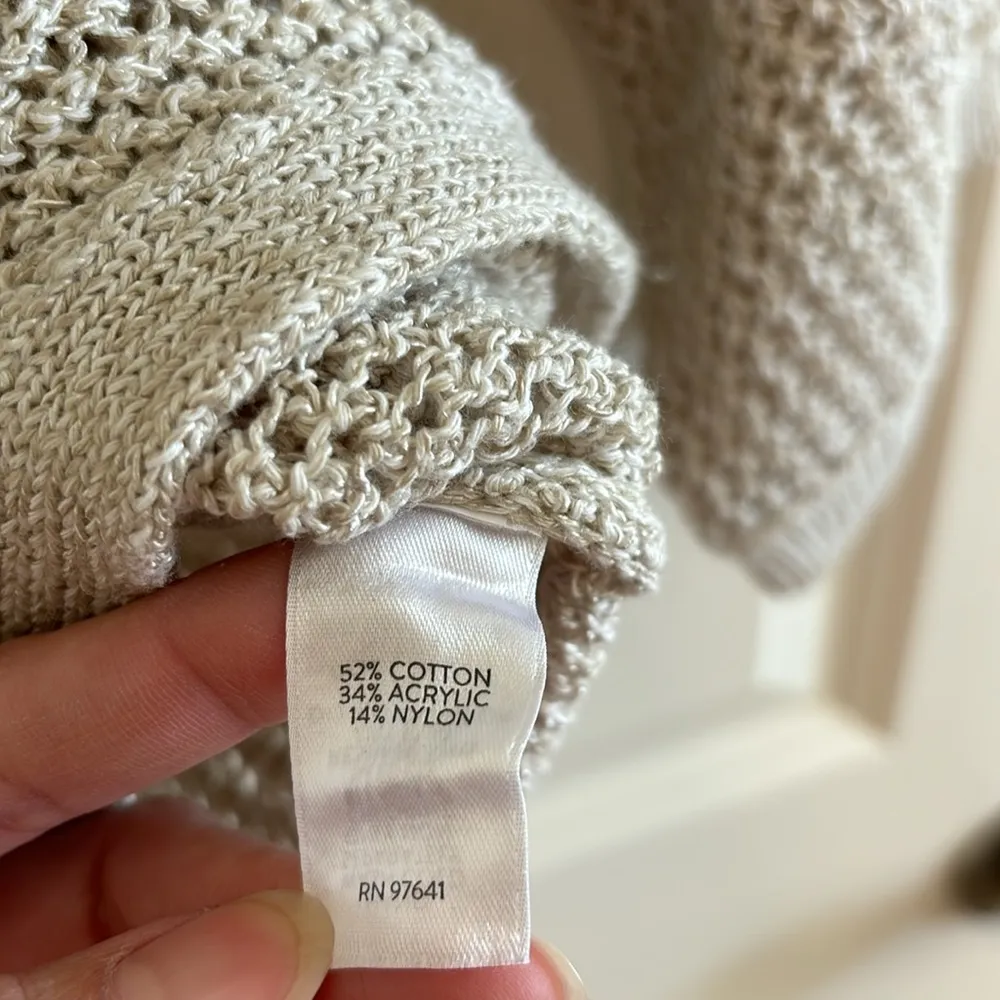 52% COTTON
34% ACRYLIC
14% NYLON
RN 97641